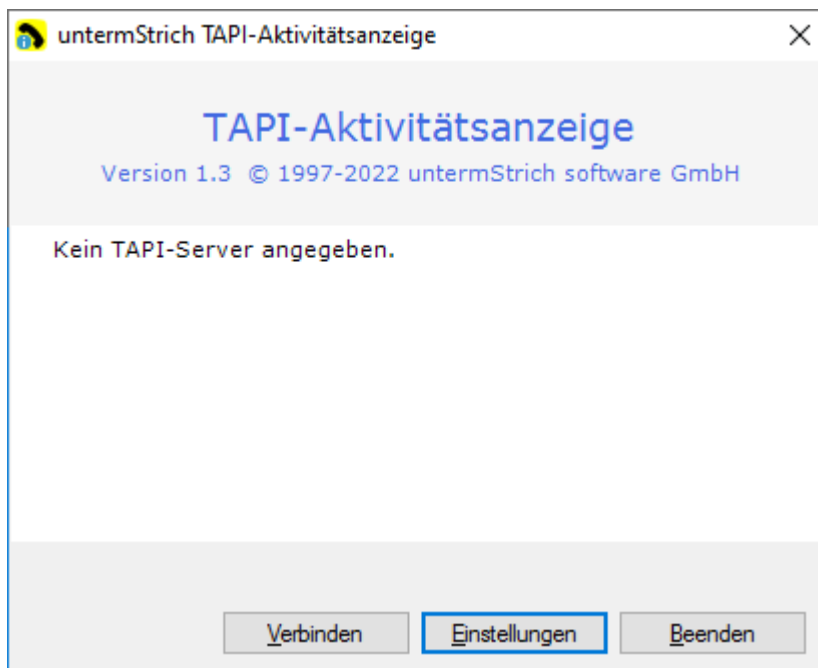 untermStrich TAPI-Aktivitätsanzeige
TAPI-Aktivitätsanzeige
Version 1.3 © 1997-2022 untermStrich software GmbH
Kein TAPI-Server angegeben.
Verbinden Einstellungen Beenden